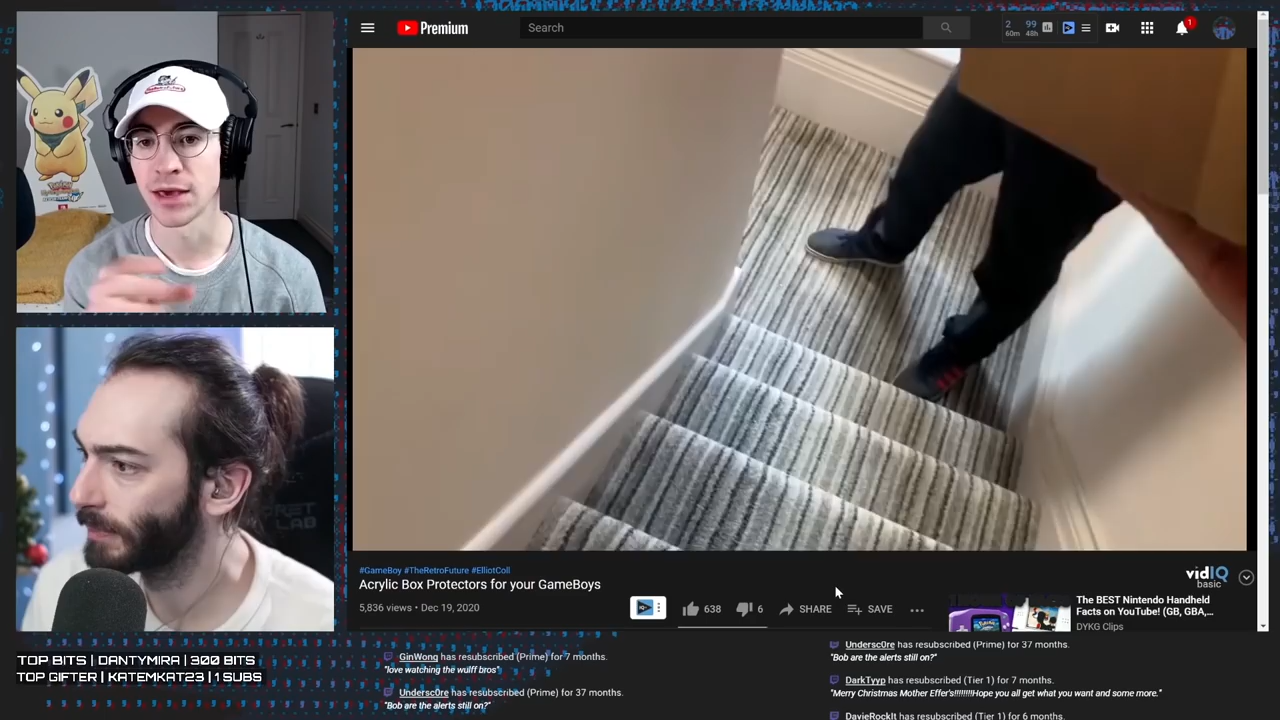 Premium
Search
2
60m
99
48h
1
#GameBoy #TheRetroFuture #ElliotColl
Acrylic Box Protectors for your GameBoys
5,836 views • Dec 19, 2020
638
6
SHARE
SAVE
vidIQ
basic
The BEST Nintendo Handheld
Facts on YouTube! (GB, GBA,...
DYKG Clips
TOP BITS | DANTYMIRA | 300 BITS
TOP GIFTER | KATEMKAT23 | 1 SUBS
GinWong has resubscribed (Prime) for 7 months.
"love watching the wulff bros"
Undersc0re has resubscribed (Prime) for 37 months.
"Bob are the alerts still on?"
Undersc0re has resubscribed (Prime) for 37 months.
"Bob are the alerts still on?"
DarkTyyp has resubscribed (Tier 1) for 7 months.
"Merry Christmas Mother Effer's!!!!!!!!Hope you all get what you want and some more."
DavieRockIt has resubscribed (Tier 1) for 6 months.